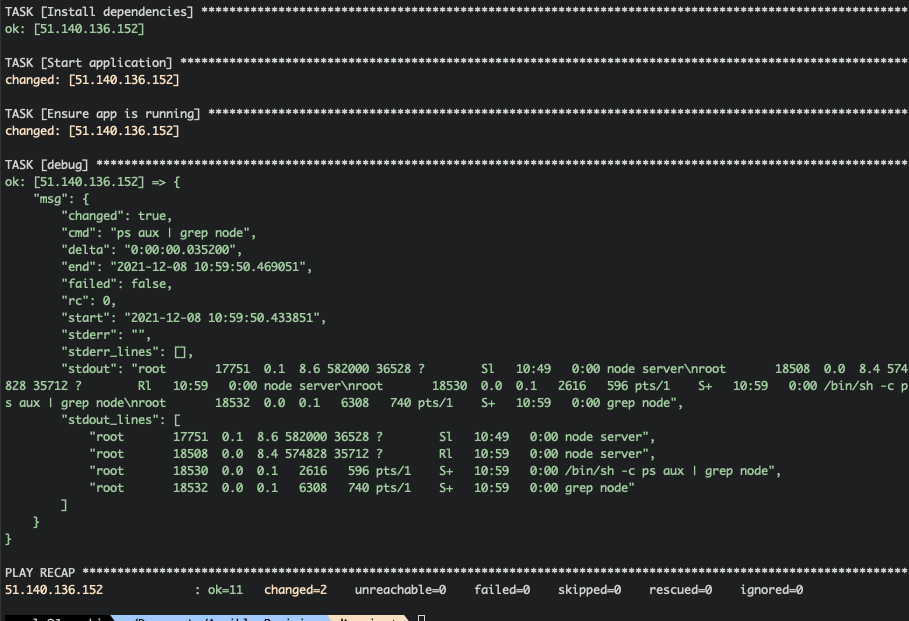 TASK [Install dependencies] *****************************************************************************************************
ok: [51.140.136.152]
TASK [Start application] ********************************************************************************************************
changed: [51.140.136.152]
TASK [Ensure app is running] ****************************************************************************************************
changed: [51.140.136.152]
TASK [debug] ********************************************************************************************************************
ok: [51.140.136.152] => {
    "msg": {
        "changed": true,
        "cmd": "ps aux | grep node",
        "delta": "0:00:00.035200",
        "end": "2021-12-08 10:59:50.469051",
        "failed": false,
        "rc": 0,
        "start": "2021-12-08 10:59:50.433851",
        "stderr": "",
        "stderr_lines": [],
        "stdout": "root       17751  0.1  8.6 582000 36528 ?        Sl   10:49   0:00 node server\nroot       18508  0.0  8.4 574
828 35712 ?        Rl   10:59   0:00 node server\nroot       18530  0.0  0.1   2616   596 pts/1    S+   10:59   0:00 /bin/sh -c p
s aux | grep node\nroot       18532  0.0  0.1   6308   740 pts/1    S+   10:59   0:00 grep node",
        "stdout_lines": [
            "root       17751  0.1  8.6 582000 36528 ?        Sl   10:49   0:00 node server",
            "root       18508  0.0  8.4 574828 35712 ?        Rl   10:59   0:00 node server",
            "root       18530  0.0  0.1   2616   596 pts/1    S+   10:59   0:00 /bin/sh -c ps aux | grep node",
            "root       18532  0.0  0.1   6308   740 pts/1    S+   10:59   0:00 grep node"
        ]
    }
}
PLAY RECAP **********************************************************************************************************************
51.140.136.152             : ok=11   changed=2    unreachable=0    failed=0    skipped=0    rescued=0    ignored=0